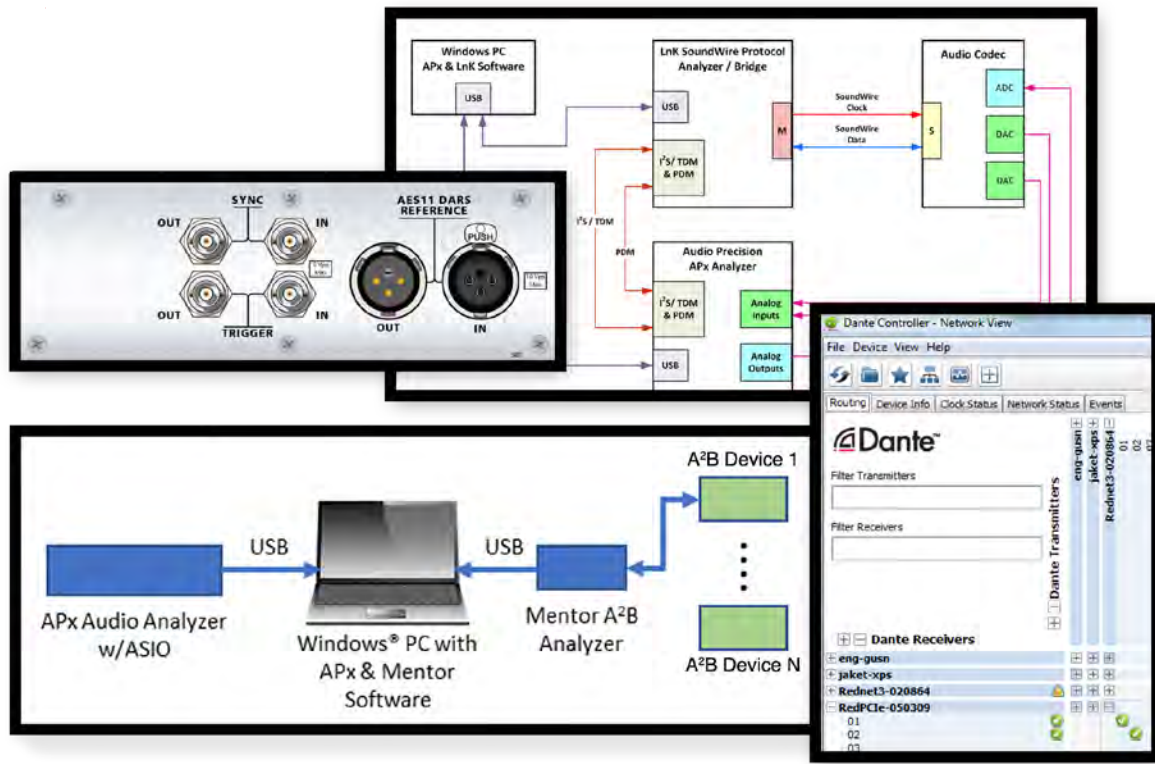 Windows PC
APx & LnK Software
USB
LnK SoundWire Protocol
Analyzer / Bridge
USB
I²S/ TDM
& PDM
M
SoundWire
Clock
SoundWire
Data
Audio Codec
S
ADC
DAC
DAC
I²S / TDM
PDM
Audio Precision
APx Analyzer
I²S/ TDM
& PDM
USB
Analog
Inputs
Analog
Outputs
SYNC
OUT
IN
OUT
IN
TRIGGER
AES11 DARS
REFERENCE
PUSH
OUT
IN
APx Audio Analyzer
w/ASIO
USB
Windows® PC with
APx & Mentor
Software
USB
Mentor A²B
Analyzer
A²B Device 1
A²B Device N
Dante Controller - Network View
File Device View Help
Routing Device Info Clock Status Network Status Events
Dante™
Filter Transmitters
Filter Receivers
Dante Transmitters
eng-gusn
jaket-xps
Rednet3-020864
01
02
Dante Receivers
eng-gusn
jaket-xps
Rednet3-020864
RedPCIe-050309
01
02
03